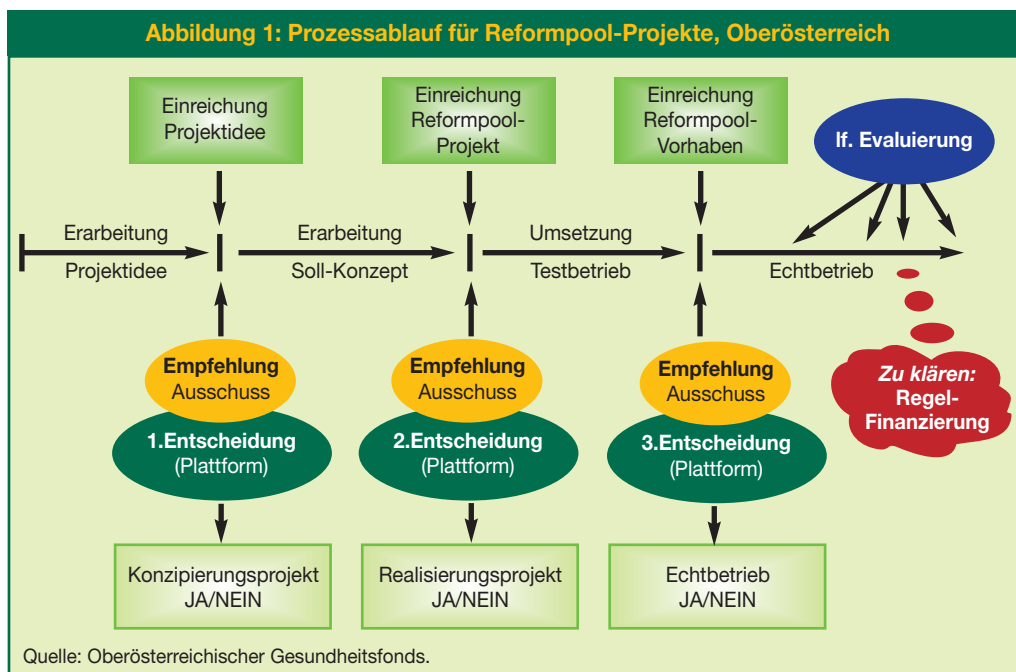 Abbildung 1: Prozessablauf für Reformpool-Projekte, Oberösterreich
Einreichung
Projektidee
Einreichung
Reformpool-
Projekt
Einreichung
Reformpool-
Vorhaben
lf. Evaluierung
Erarbeitung
Projektidee
Erarbeitung
Soll-Konzept
Umsetzung
Testbetrieb
Echtbetrieb
Empfehlung
Ausschuss
1.Entscheidung
(Plattform)
Empfehlung
Ausschuss
2.Entscheidung
(Plattform)
Empfehlung
Ausschuss
3.Entscheidung
(Plattform)
Zu klären:
Regel-
Finanzierung
Konzipierungsprojekt
JA/NEIN
Realisierungsprojekt
JA/NEIN
Echtbetrieb
JA/NEIN
Quelle: Oberösterreichischer Gesundheitsfonds.